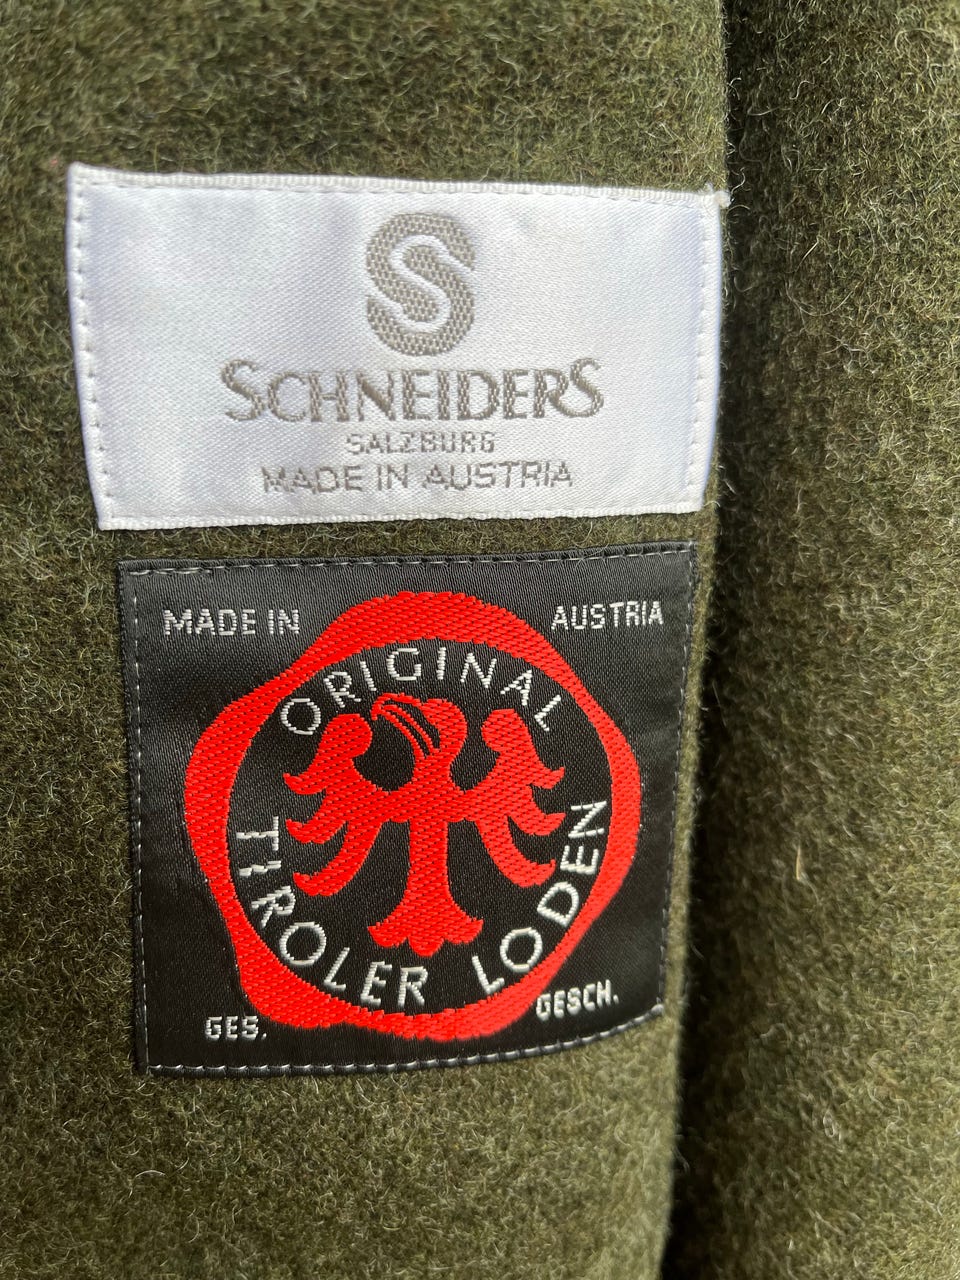 S
SCHNEIDERS
SALZBURG
MADE IN AUSTRIA
MADE IN AUSTRIA
ORIGINAL
TIROLER LODEN
GES. GESCH.